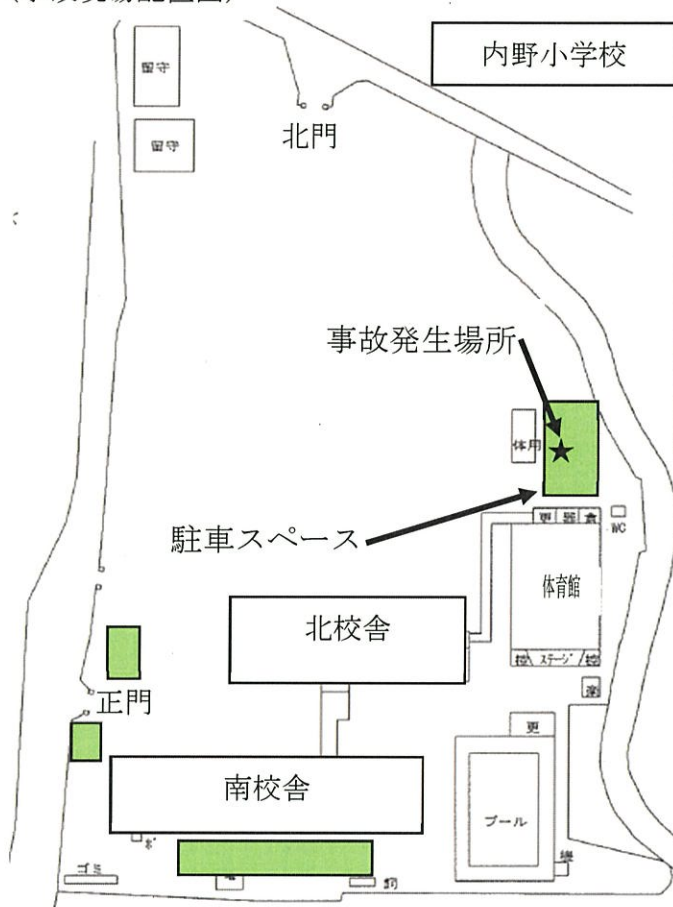 内野小学校
留守
留守
北門
事故発生場所
体用
駐車スペース
更 器 倉
WC
体育館
北校舎
控 ステージ 控
正門
更
南校舎
プール
ゴミ